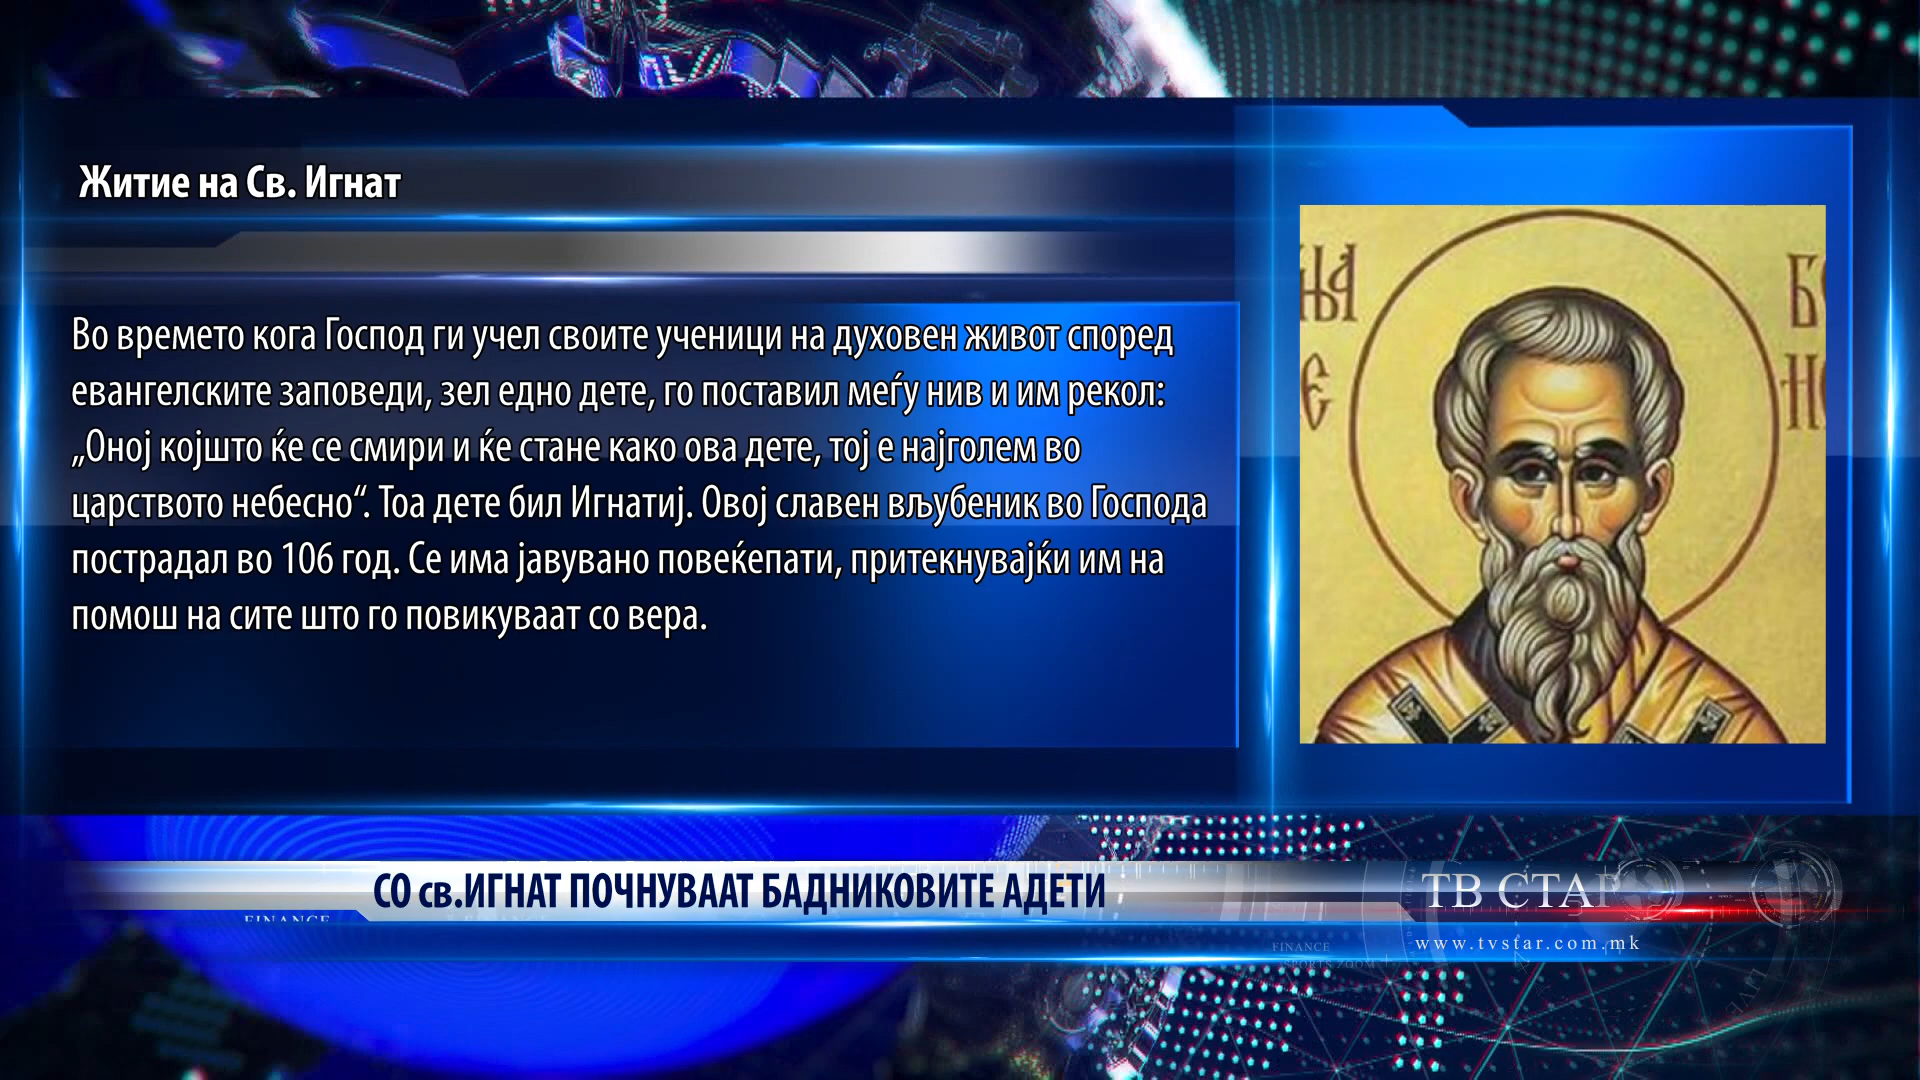 Житие на Св. Игнат
Во времето кога Господ ги учел своите ученици на духовен живот според
евангелските заповеди, зел едно дете, го поставил меѓу нив и им рекол:
„Оној којшто ќе се смири и ќе стане како ова дете, тој е најголем во
царството небесно“. Тоа дете бил Игнатиј. Овој славен вљубеник во Господа
пострадал во 106 год. Се има јавувано повеќепати, притекнувајќи им на
помош на сите што го повикуваат со вера.
СО св.ИГНАТ ПОЧНУВААТ БАДНИКОВИТЕ АДЕТИ
ТВ СТАР
www.tvstar.com.mk
FINANCE
FINANCE